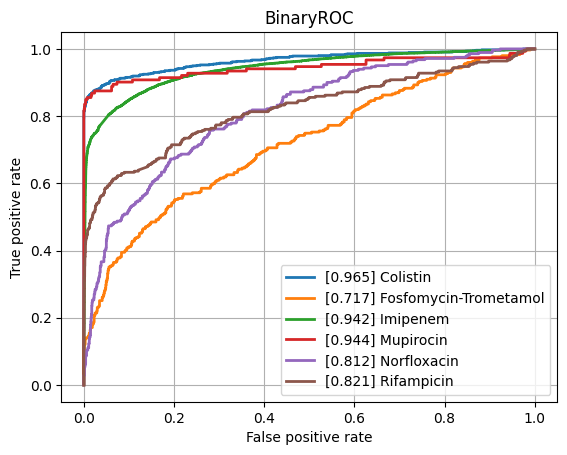 BinaryROC
True positive rate
1.0
0.8
0.6
0.4
0.2
0.0
[0.965] Colistin
[0.717] Fosfomycin-Trometamol
[0.942] Imipenem
[0.944] Mupirocin
[0.812] Norfloxacin
[0.821] Rifampicin
0.0 0.2 0.4 0.6 0.8 1.0
False positive rate